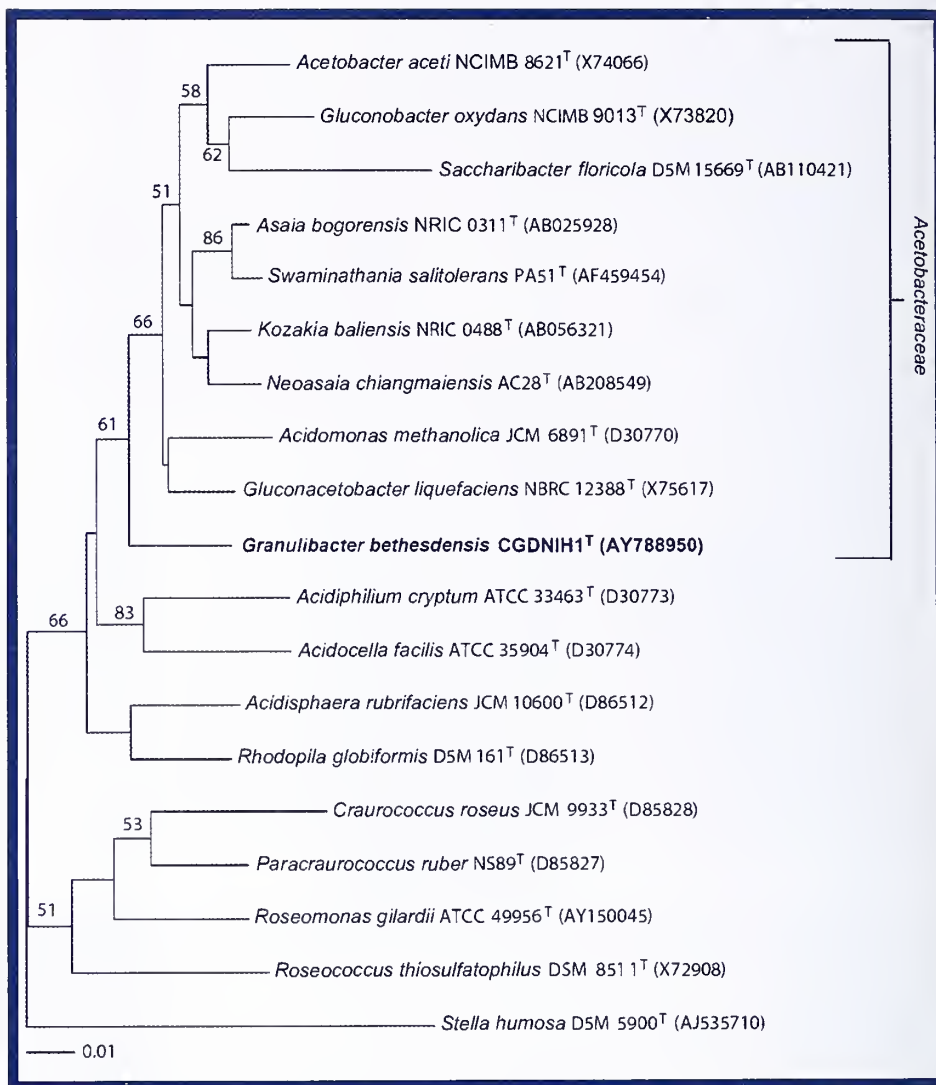 Acetobacter aceti NCIMB 8621ᵀ (X74066)
58
Gluconobacter oxydans NCIMB 9013ᵀ (X73820)
62
Saccharibacter floricola D5M 15669ᵀ (AB110421)
51
Asaia bogorensis NRIC 0311ᵀ (AB025928)
86
Swaminathania salitolerans PA51ᵀ (AF459454)
Kozakia baliensis NRIC 0488ᵀ (AB056321)
66
Neoasaia chiangmaiensis AC28ᵀ (AB208549)
Acidomonas methanolica JCM 6891ᵀ (D30770)
61
Gluconacetobacter liquefaciens NBRC 12388ᵀ (X75617)
Granulibacter bethesdensis CGDNIH1ᵀ (AY788950)
Acetobacteraceae
Acidiphilium cryptum ATCC 33463ᵀ (D30773)
83
66
Acidocella facilis ATCC 35904ᵀ (D30774)
Acidisphaera rubrifaciens JCM 10600ᵀ (D86512)
Rhodopila globiformis D5M 161ᵀ (D86513)
Craurococcus roseus JCM 9933ᵀ (D85828)
53
Paracraurococcus ruber NS89ᵀ (D85827)
51
Roseomonas gilardii ATCC 49956ᵀ (AY150045)
Roseococcus thiosulfatophilus DSM 851 1ᵀ (X72908)
Stella humosa D5M 5900ᵀ (AJ535710)
0.01